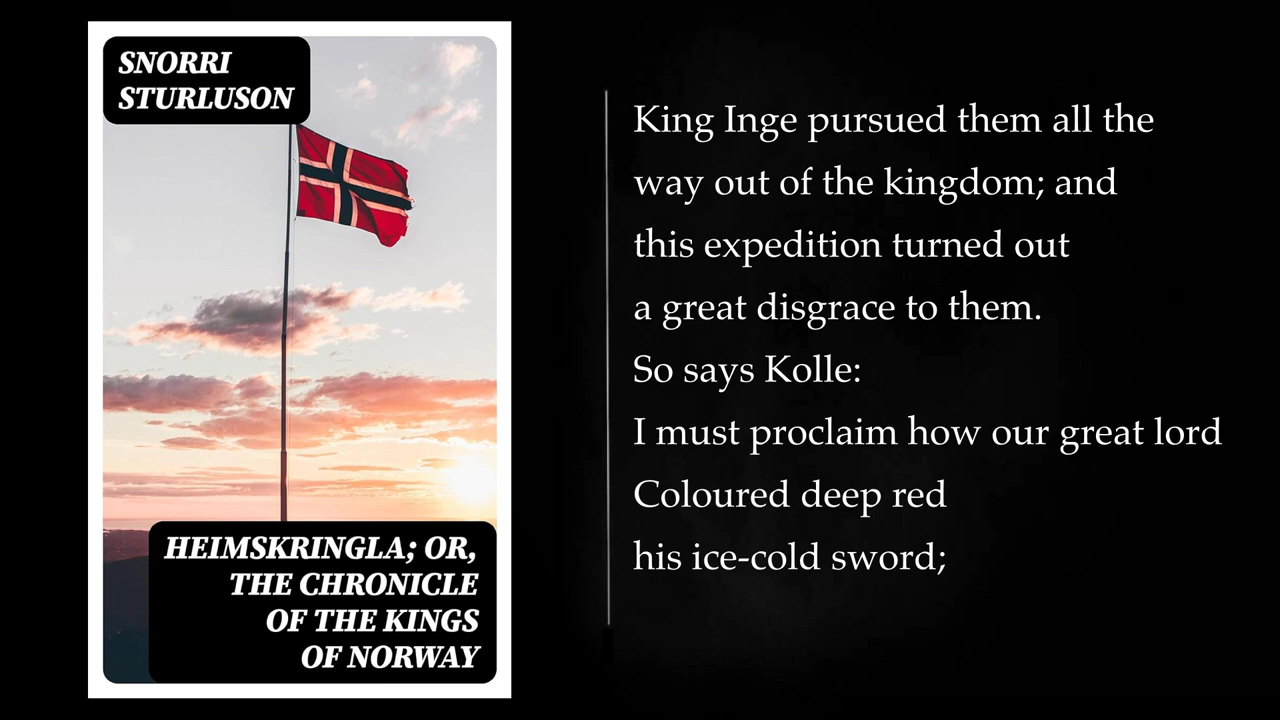 SNORRI
STURLUSON
HEIMSKRINGLA; OR,
THE CHRONICLE
OF THE KINGS
OF NORWAY
King Inge pursued them all the
way out of the kingdom; and
this expedition turned out
a great disgrace to them.
So says Kolle:
I must proclaim how our great lord
Coloured deep red
his ice-cold sword;